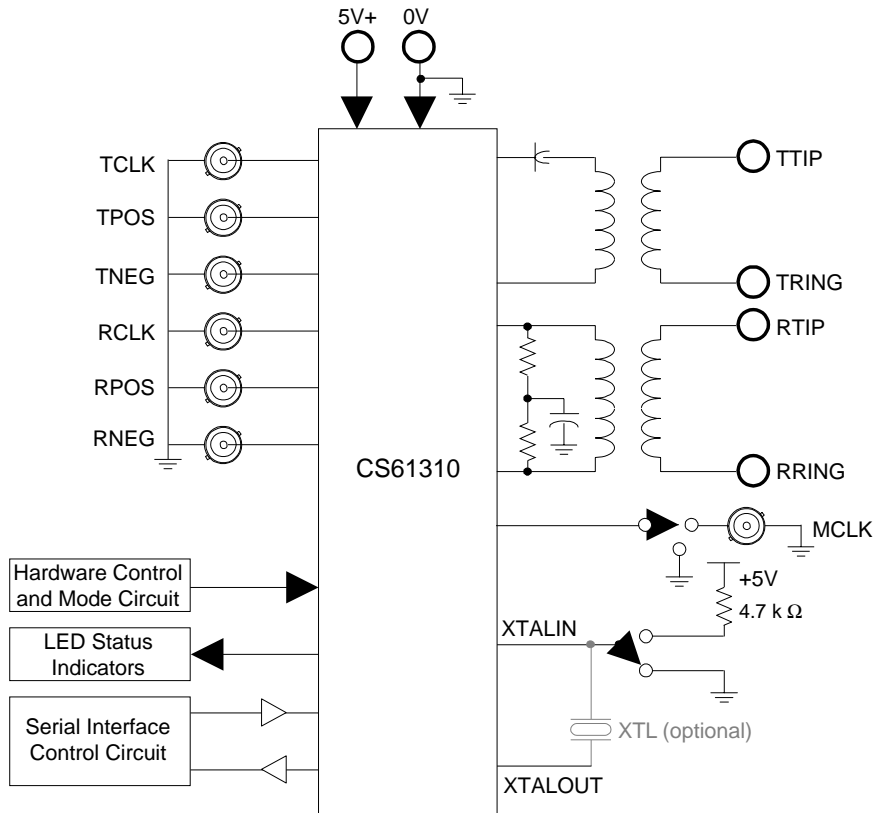 5V+
0V
TCLK
TPOS
TNEG
RCLK
RPOS
RNEG
CS61310
TTIP
TRING
RTIP
RRING
MCLK
+5V
4.7 k Ω
XTALIN
XTL (optional)
XTALOUT
Hardware Control
and Mode Circuit
LED Status
Indicators
Serial Interface
Control Circuit